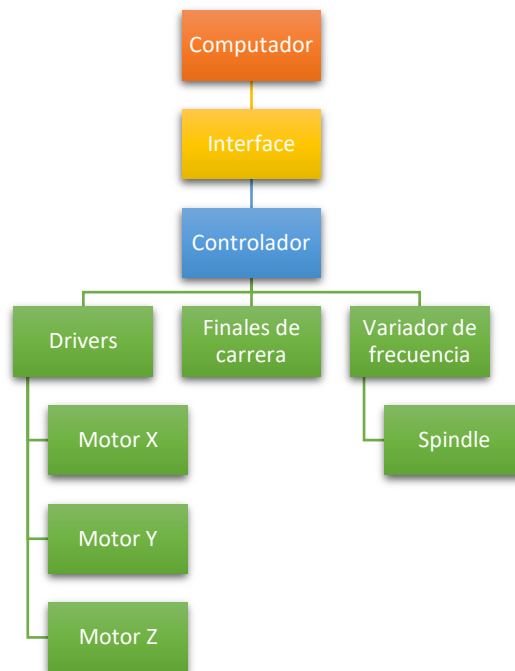 Computador
Interface
Controlador
Drivers
Finales de
carrera
Variador de
frecuencia
Motor X
Spindle
Motor Y
Motor Z